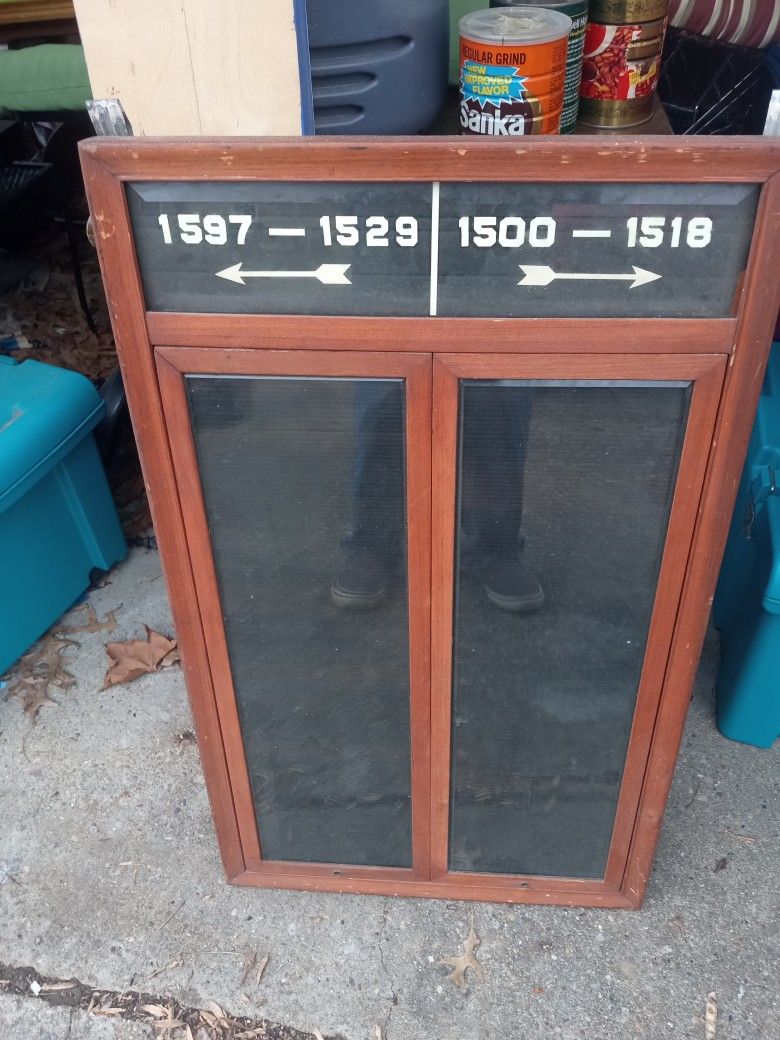 REGULAR GRIND
NEW
IMPROVED
FLAVOR
Sanka
1597 — 1529
1500 — 1518